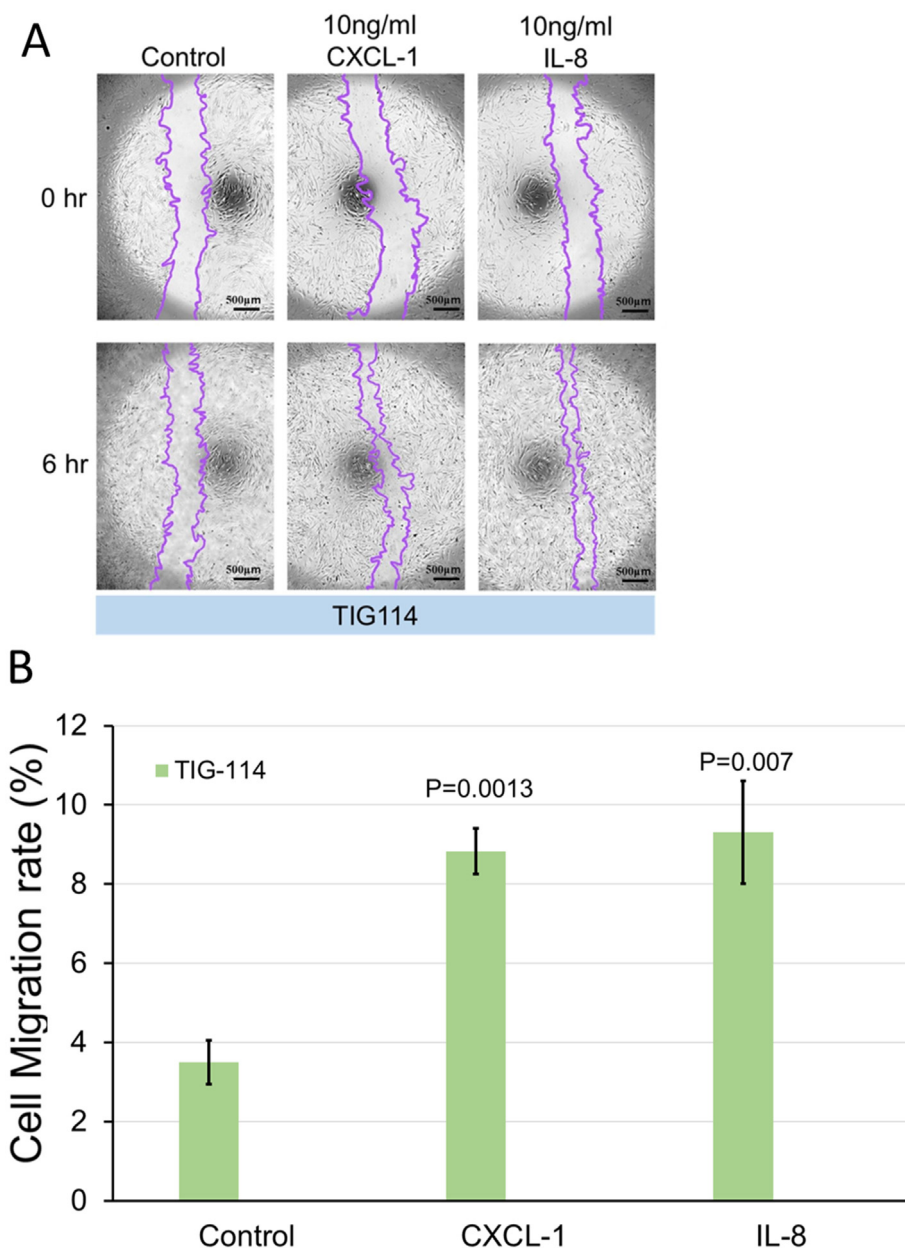 A
Control
10ng/ml
CXCL-1
10ng/ml
IL-8
0 hr
500µm
500µm
500µm
6 hr
500µm
500µm
500µm
TIG114
B
Cell Migration rate (%)
12
10
8
6
4
2
0
TIG-114
P=0.0013
P=0.007
Control
CXCL-1
IL-8